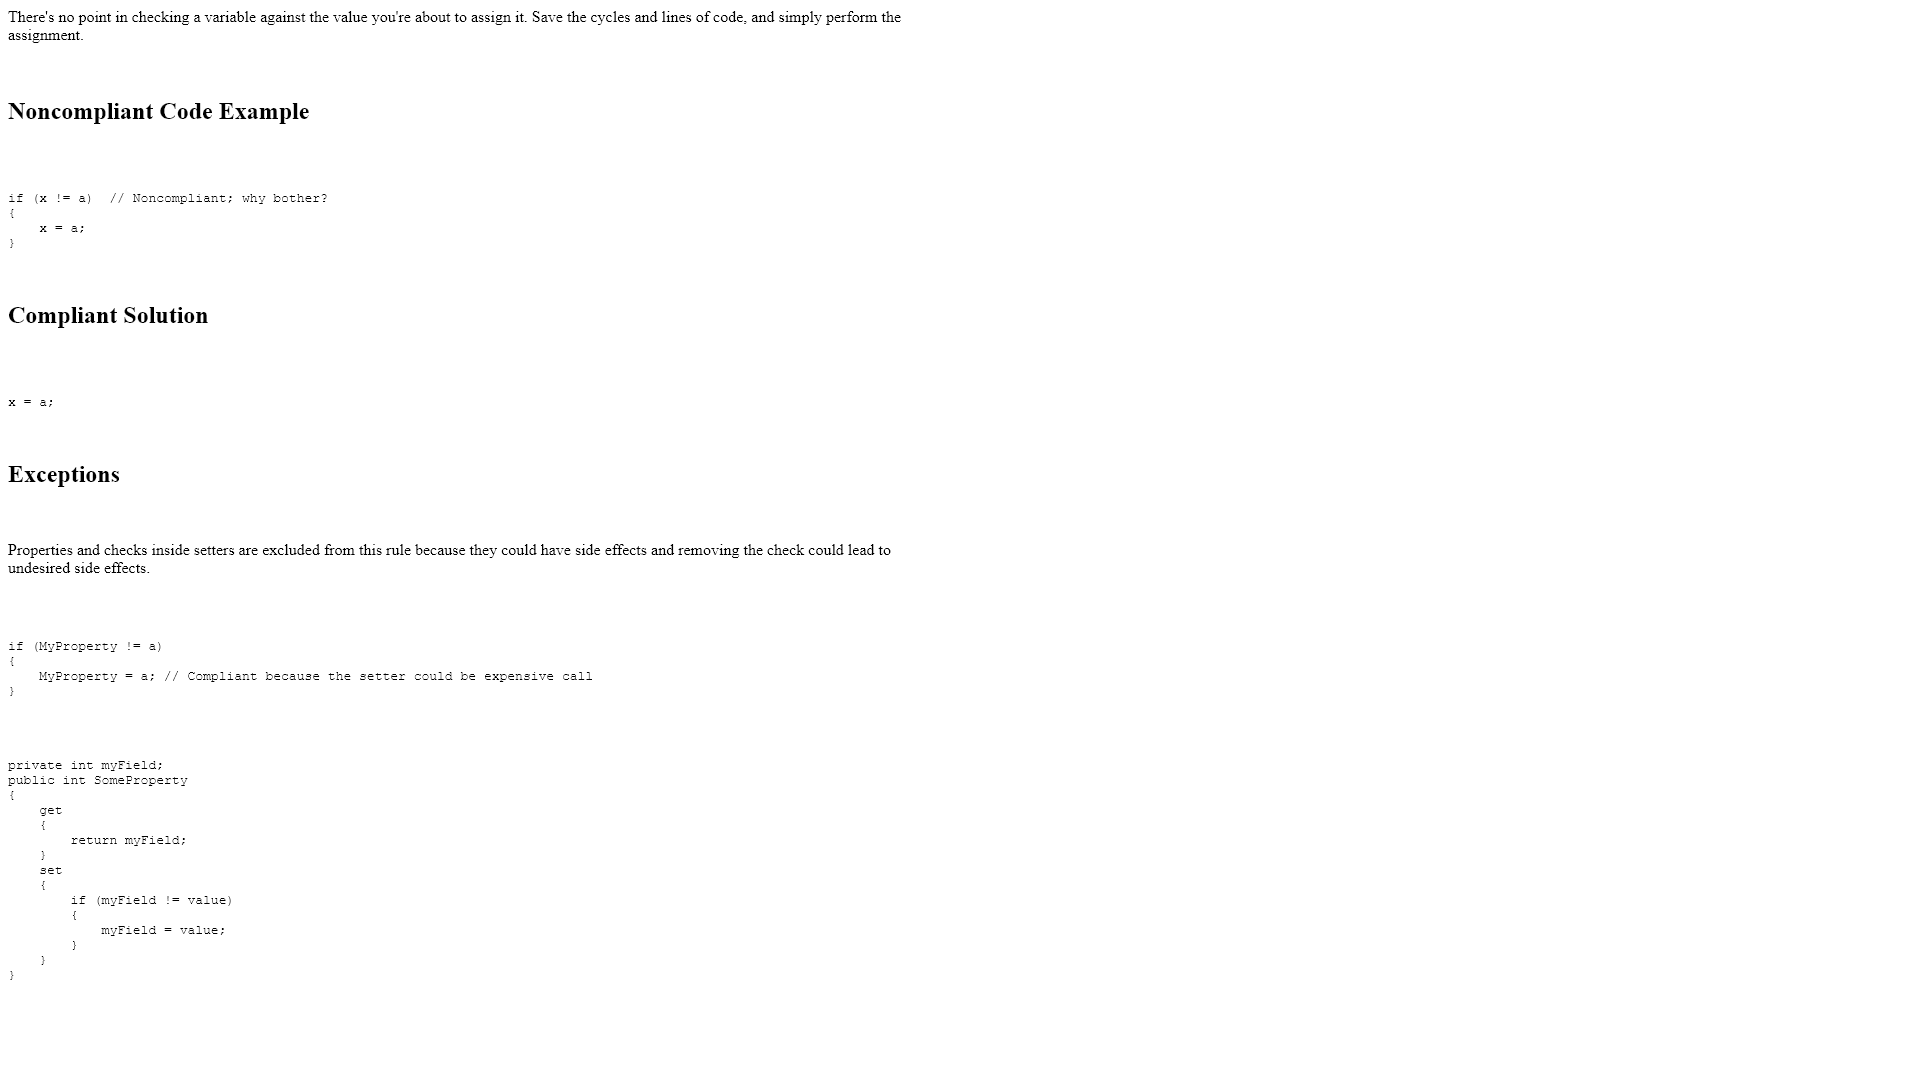 There's no point in checking a variable against the value you're about to assign it. Save the cycles and lines of code, and simply perform the
assignment.
Noncompliant Code Example
if (x != a)  // Noncompliant; why bother?
{
    x = a;
}
Compliant Solution
x = a;
Exceptions
Properties and checks inside setters are excluded from this rule because they could have side effects and removing the check could lead to
undesired side effects.
if (MyProperty != a)
{
    MyProperty = a; // Compliant because the setter could be expensive call
}
private int myField;
public int SomeProperty
{
    get
    {
        return myField;
    }
    set
    {
        if (myField != value)
        {
            myField = value;
        }
    }
}